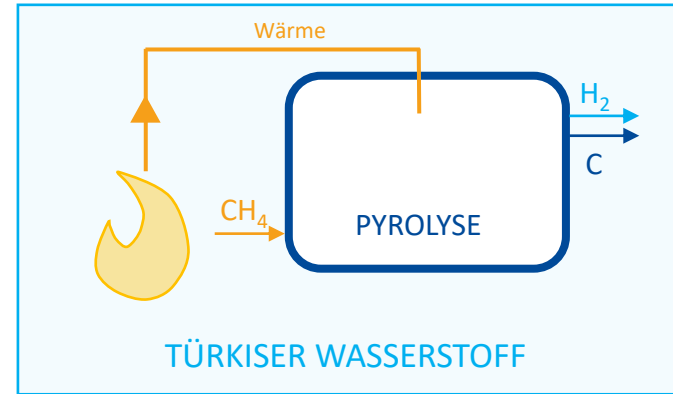 Wärme
H₂
C
CH₄
PYROLYSE
TÜRKISER WASSERSTOFF